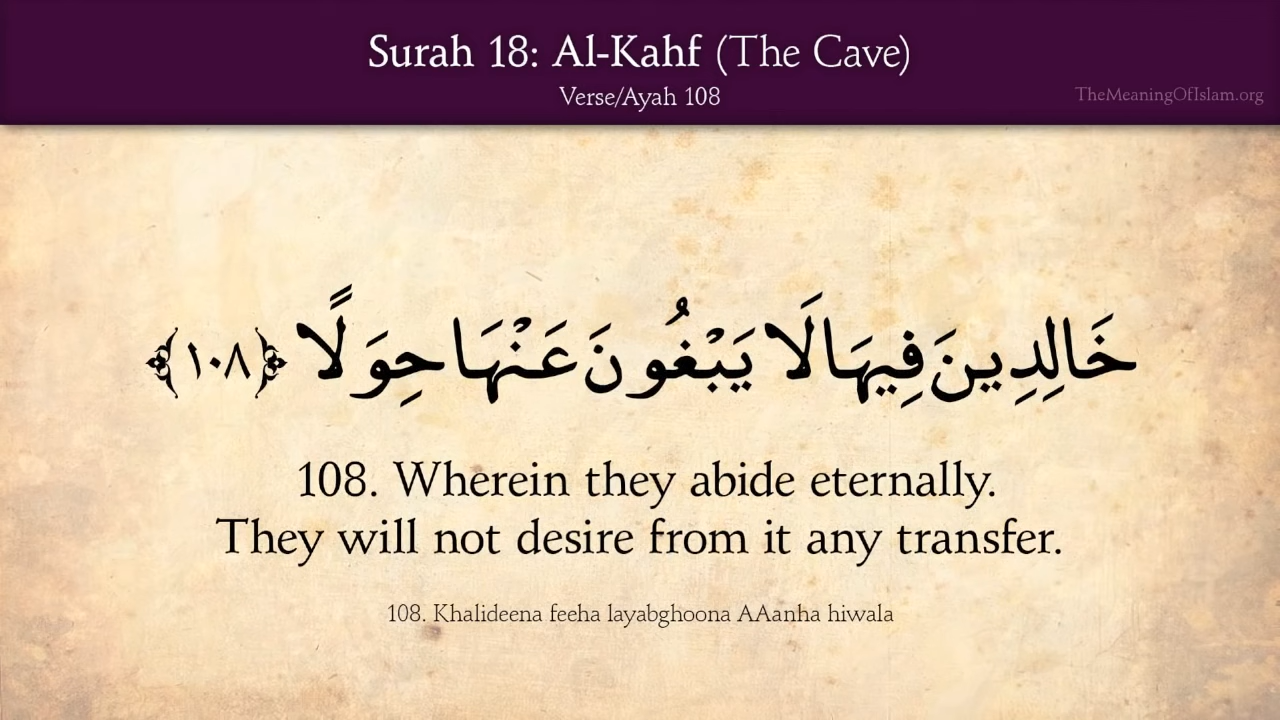 Surah 18: Al-Kahf (The Cave)
Verse/Ayah 108
TheMeaningOfIslam.org
خَالِدِينَ فِيهَا لَا يَبْغُونَ عَنْهَا حِوَلًا ﴿١٠٨﴾
108. Wherein they abide eternally.
They will not desire from it any transfer.
108. Khalideena feeha layabghoona AAanha hiwala